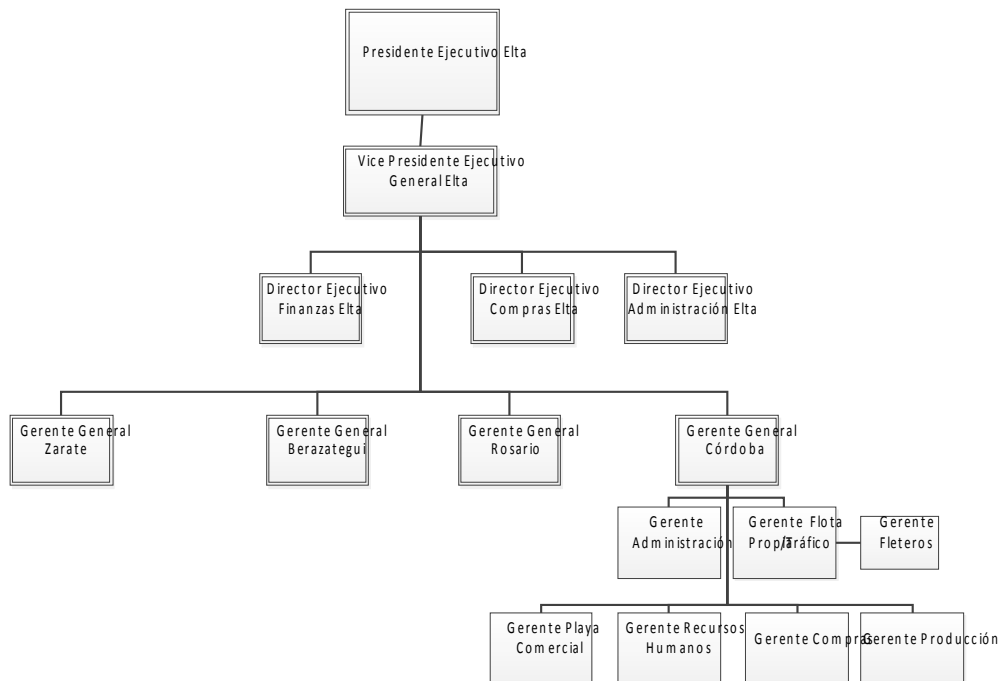 Presidente Ejecutivo Elta
Vice Presidente Ejecutivo
General Elta
Director Ejecutivo
Finanzas Elta
Director Ejecutivo
Compras Elta
Director Ejecutivo
Administración Elta
Gerente General
Zarate
Gerente General
Berazategui
Gerente General
Rosario
Gerente General
Córdoba
Gerente
Administración
Gerente Flota
Propia/Tráfico
Gerente
Fleteros
Gerente Playa
Comercial
Gerente Recursos
Humanos
Gerente Compras
Gerente Producción